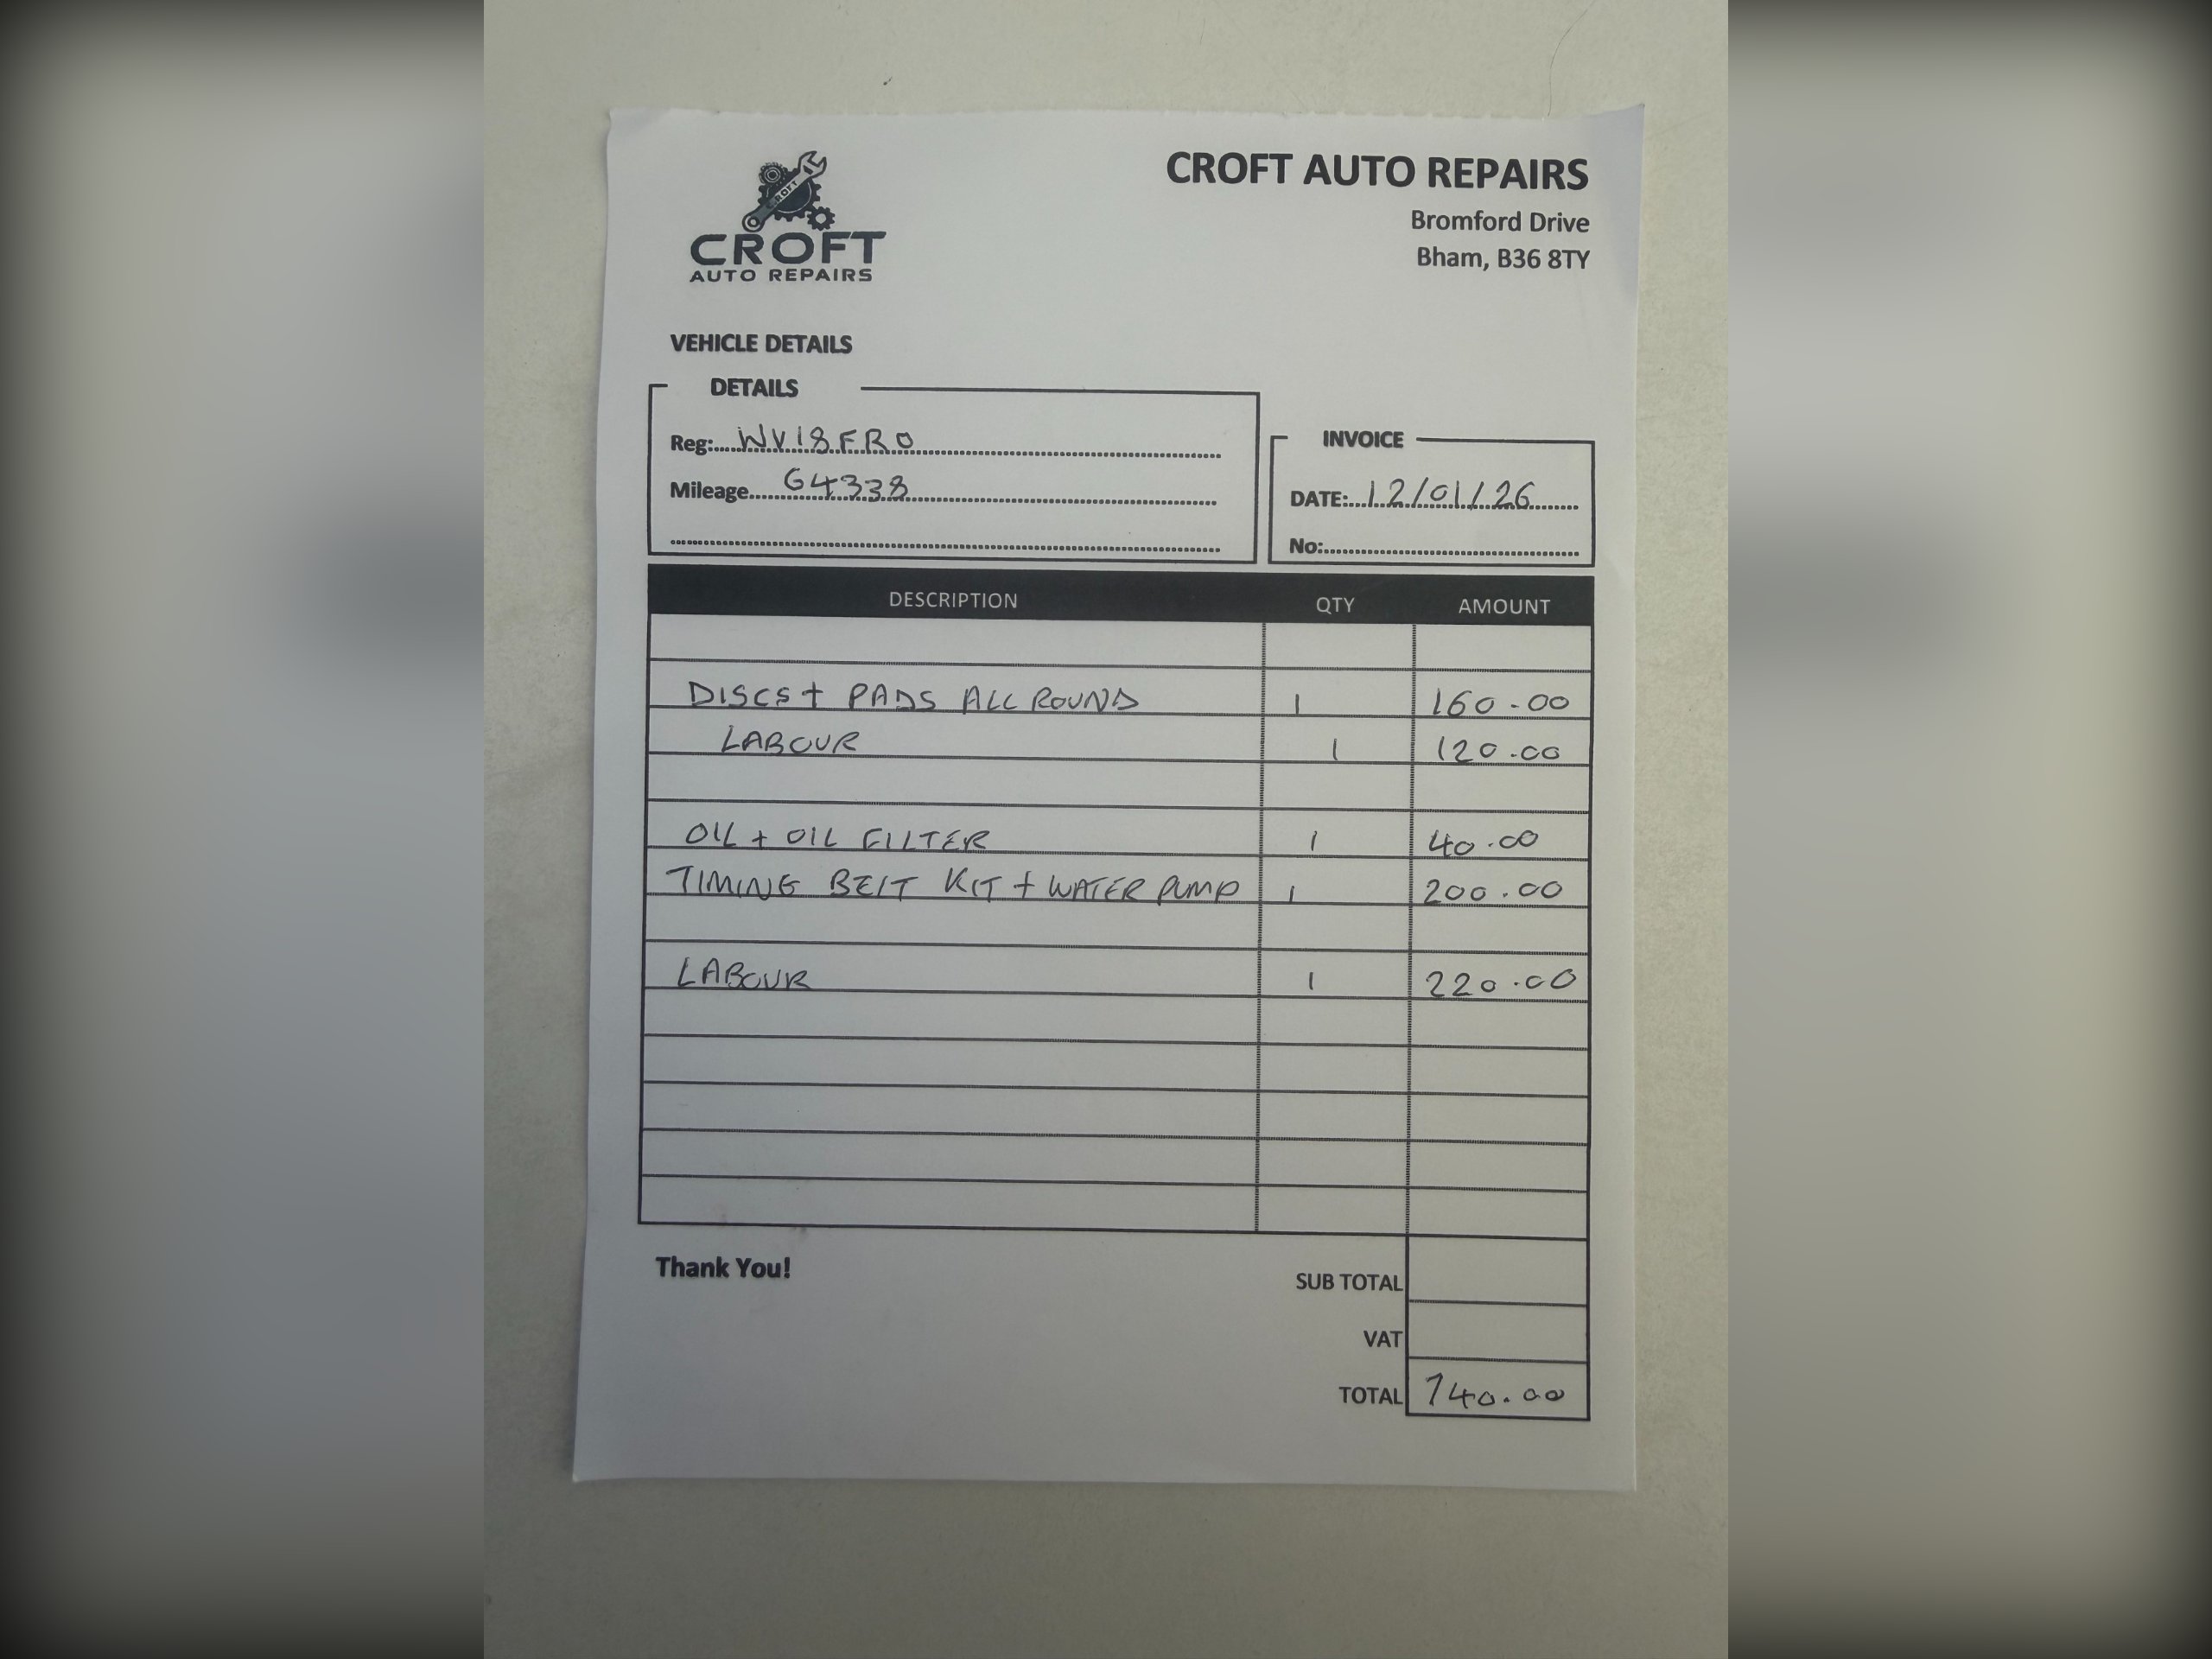 CROFT
CROFT
AUTO REPAIRS
CROFT AUTO REPAIRS
Bromford Drive
Bham, B36 8TY
VEHICLE DETAILS
DETAILS
Reg: WV18FRO
Mileage 64338
INVOICE
DATE: 12/01/26
No:
DESCRIPTION QTY AMOUNT
DISCS + PADS ALL ROUND 1 160.00
LABOUR 1 120.00
OIL + OIL FILTER 1 40.00
TIMING BELT KIT + WATER PUMP 1 200.00
LABOUR 1 220.00
Thank You!
SUB TOTAL
VAT
TOTAL 740.00